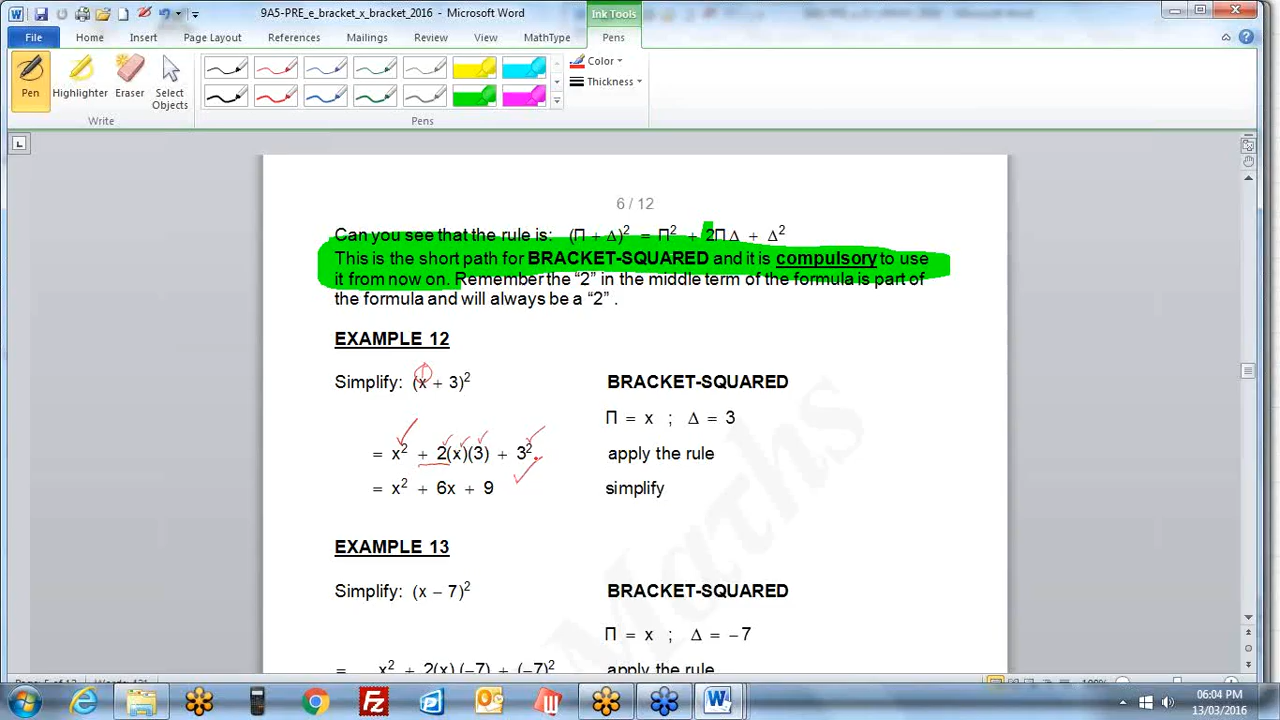 9A5-PRE_e_bracket_x_bracket_2016 - Microsoft Word
Ink Tools
File Home Insert Page Layout References Mailings Review View MathType Pens
Pen Highlighter Eraser Select Objects
Color
Thickness
Write Pens
6 / 12
Can you see that the rule is: (Π + Δ)² = Π² + 2ΠΔ + Δ²
This is the short path for BRACKET-SQUARED and it is compulsory to use
it from now on. Remember the “2” in the middle term of the formula is part of
the formula and will always be a “2” .
EXAMPLE 12
Simplify: (x + 3)² BRACKET-SQUARED
Π = x ; Δ = 3
= x² + 2(x)(3) + 3² apply the rule
= x² + 6x + 9 simplify
EXAMPLE 13
Simplify: (x – 7)² BRACKET-SQUARED
Π = x ; Δ = –7
= x² + 2(x) (–7) + (–7)² apply the rule
Maths
06:04 PM
13/03/2016